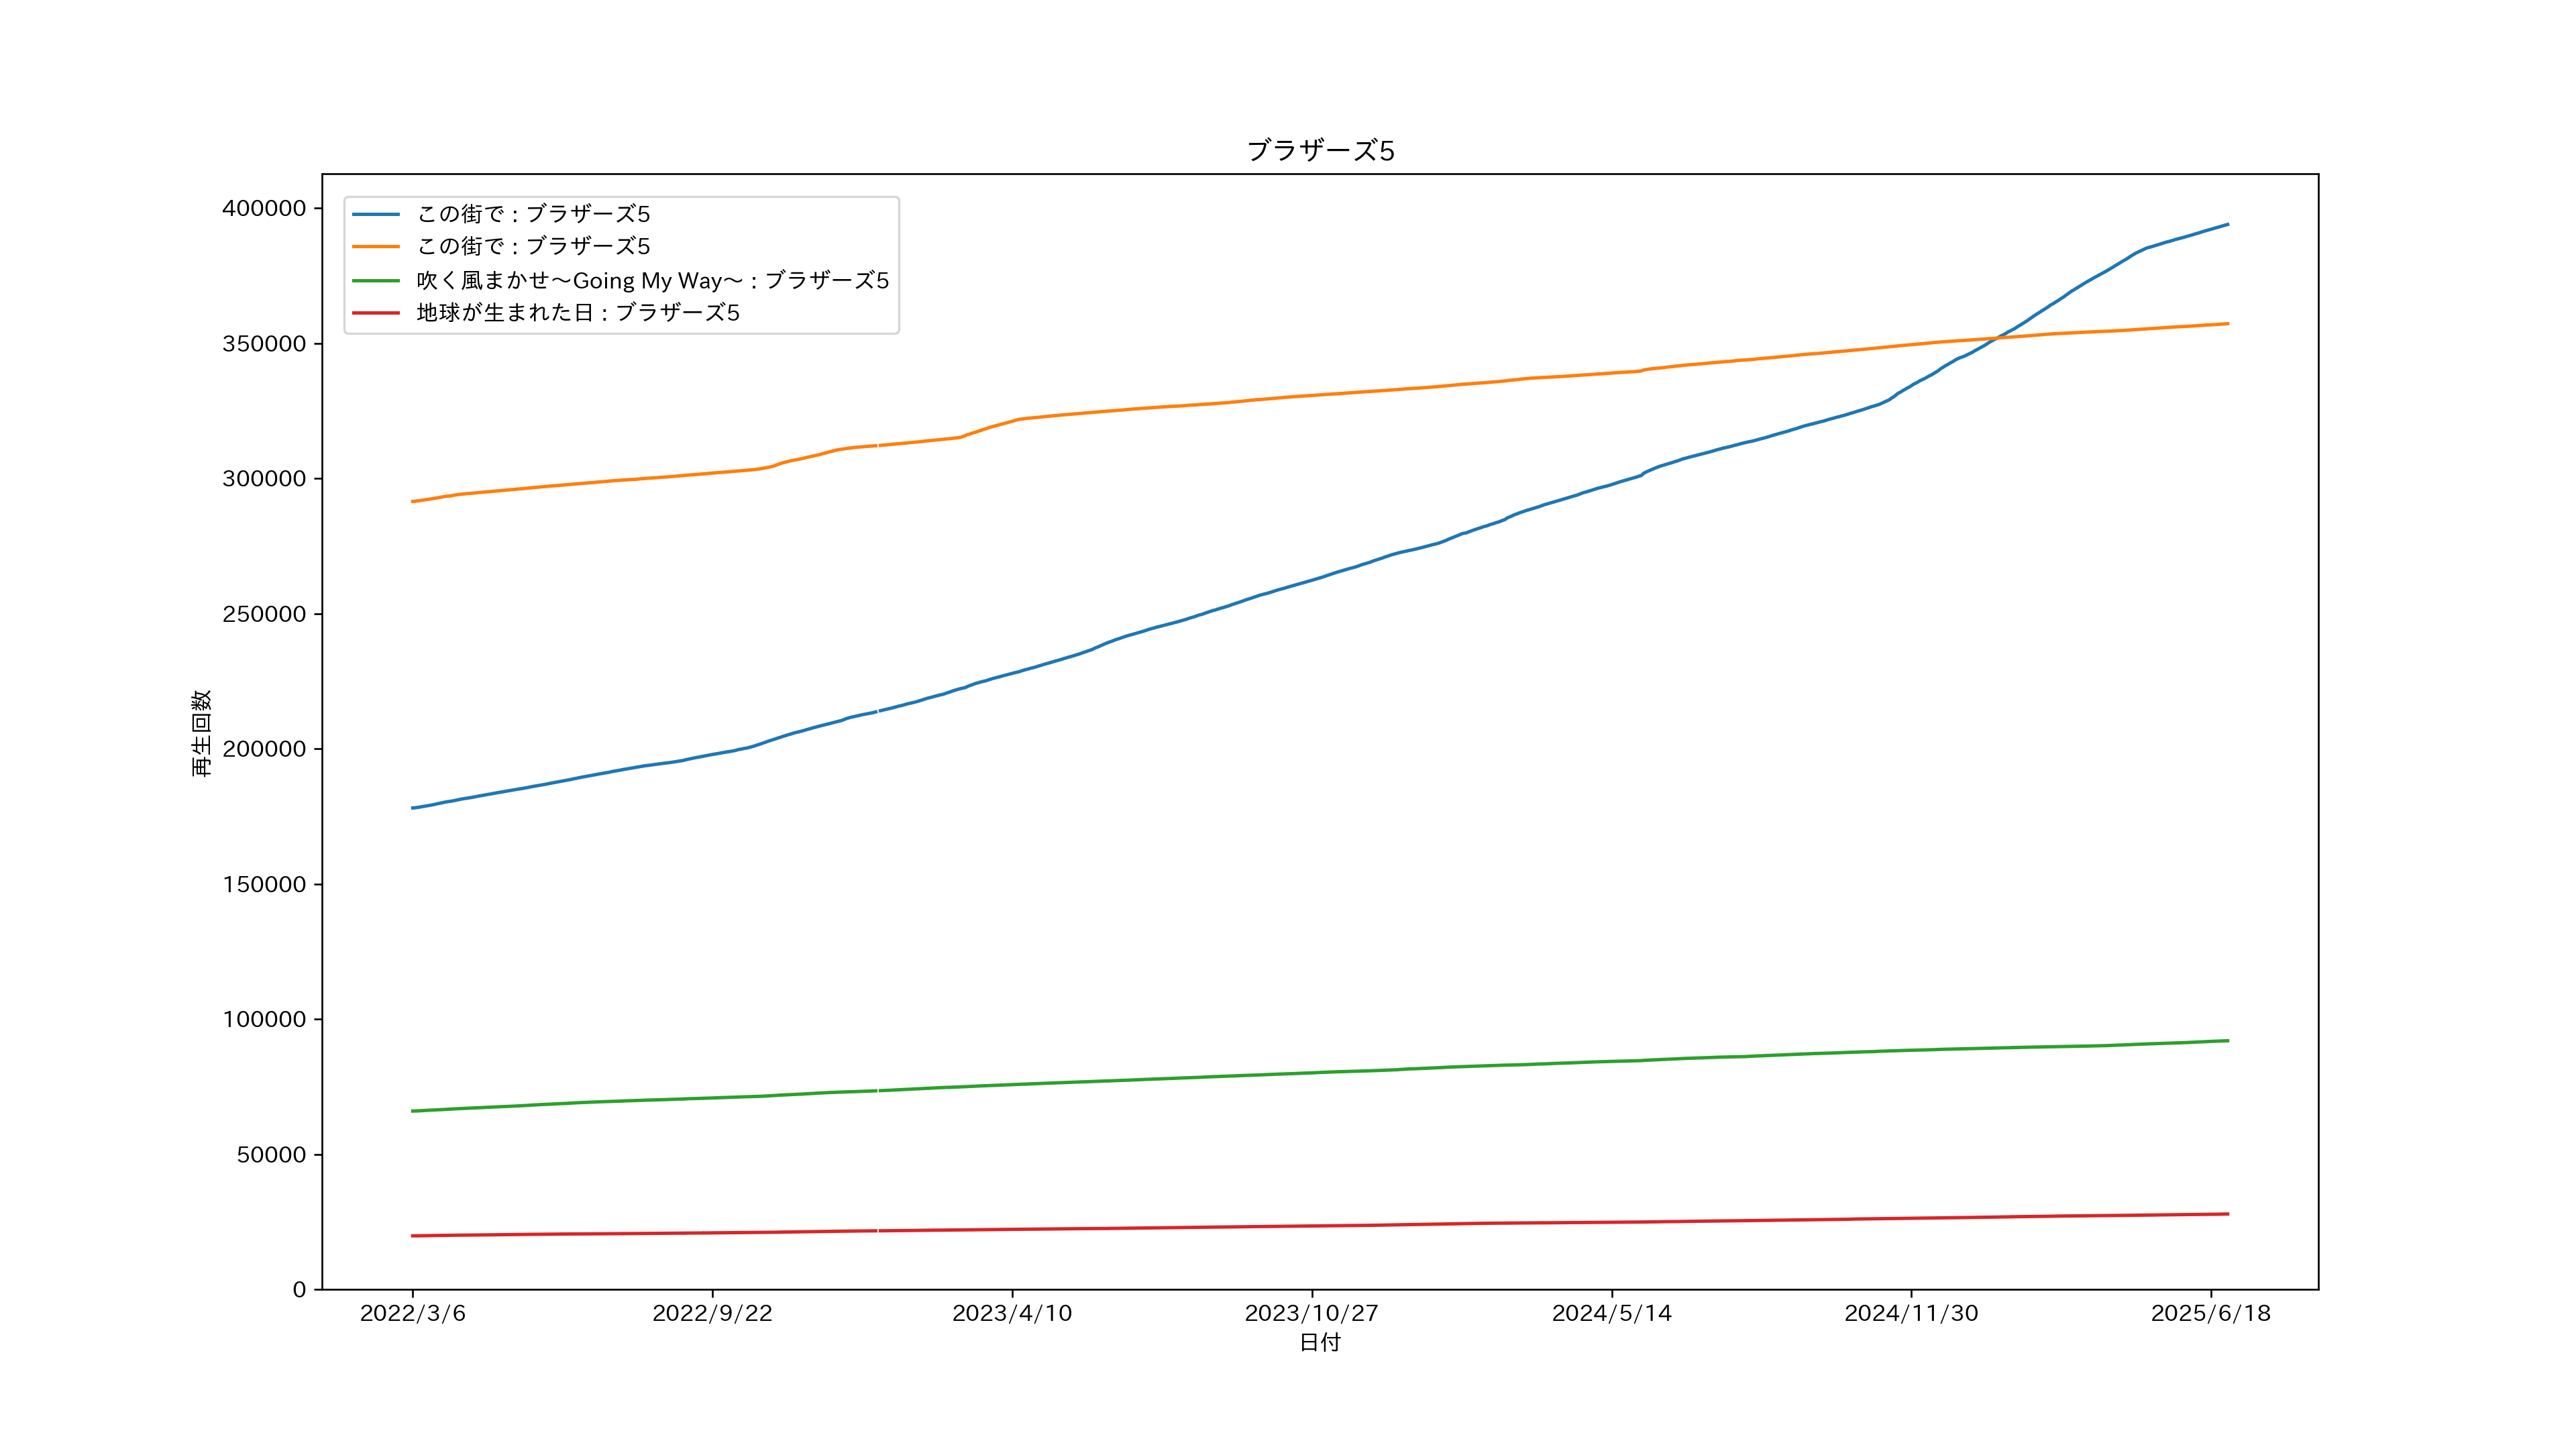 ブラザーズ5
この街で : ブラザーズ5
この街で : ブラザーズ5
吹く風まかせ～Going My Way～ : ブラザーズ5
地球が生まれた日 : ブラザーズ5
400000
350000
300000
250000
200000
150000
100000
50000
0
再生回数
2022/3/6 2022/9/22 2023/4/10 2023/10/27 2024/5/14 2024/11/30 2025/6/18
日付